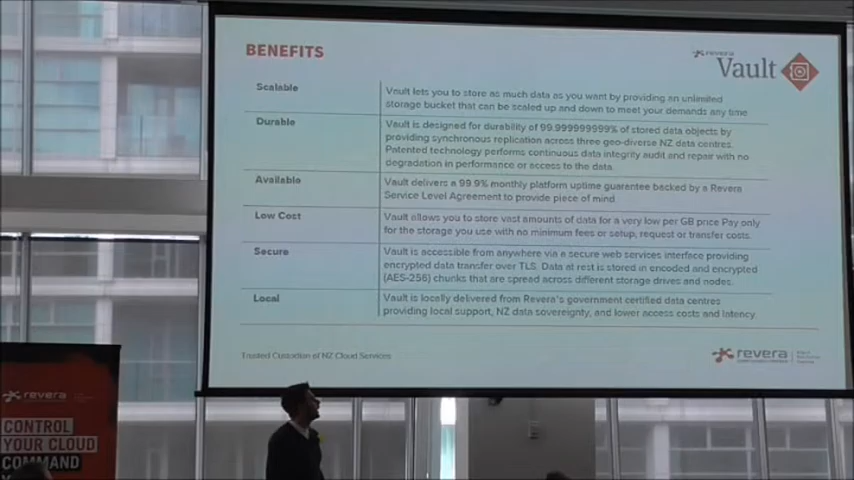 BENEFITS
revera
Vault
Scalable
Vault lets you to store as much data as you want by providing an unlimited
storage bucket that can be scaled up and down to meet your demands any time
Durable
Vault is designed for durability of 99.999999999% of stored data objects by
providing synchronous replication across three geo-diverse NZ data centres.
Patented technology performs continuous data integrity audit and repair with no
degradation in performance or access to the data.
Available
Vault delivers a 99.9% monthly platform uptime guarantee backed by a Revera
Service Level Agreement to provide piece of mind
Low Cost
Vault allows you to store vast amounts of data for a very low per GB price Pay only
for the storage you use with no minimum fees or setup, request or transfer costs.
Secure
Vault is accessible from anywhere via a secure web services interface providing
encrypted data transfer over TLS. Data at rest is stored in encoded and encrypted
(AES-256) chunks that are spread across different storage drives and nodes.
Local
Vault is locally delivered from Revera's government certified data centres
providing local support, NZ data sovereignty, and lower access costs and latency
Trusted Custodian of NZ Cloud Services
revera
revera
CONTROL
YOUR CLOUD
COMMAND